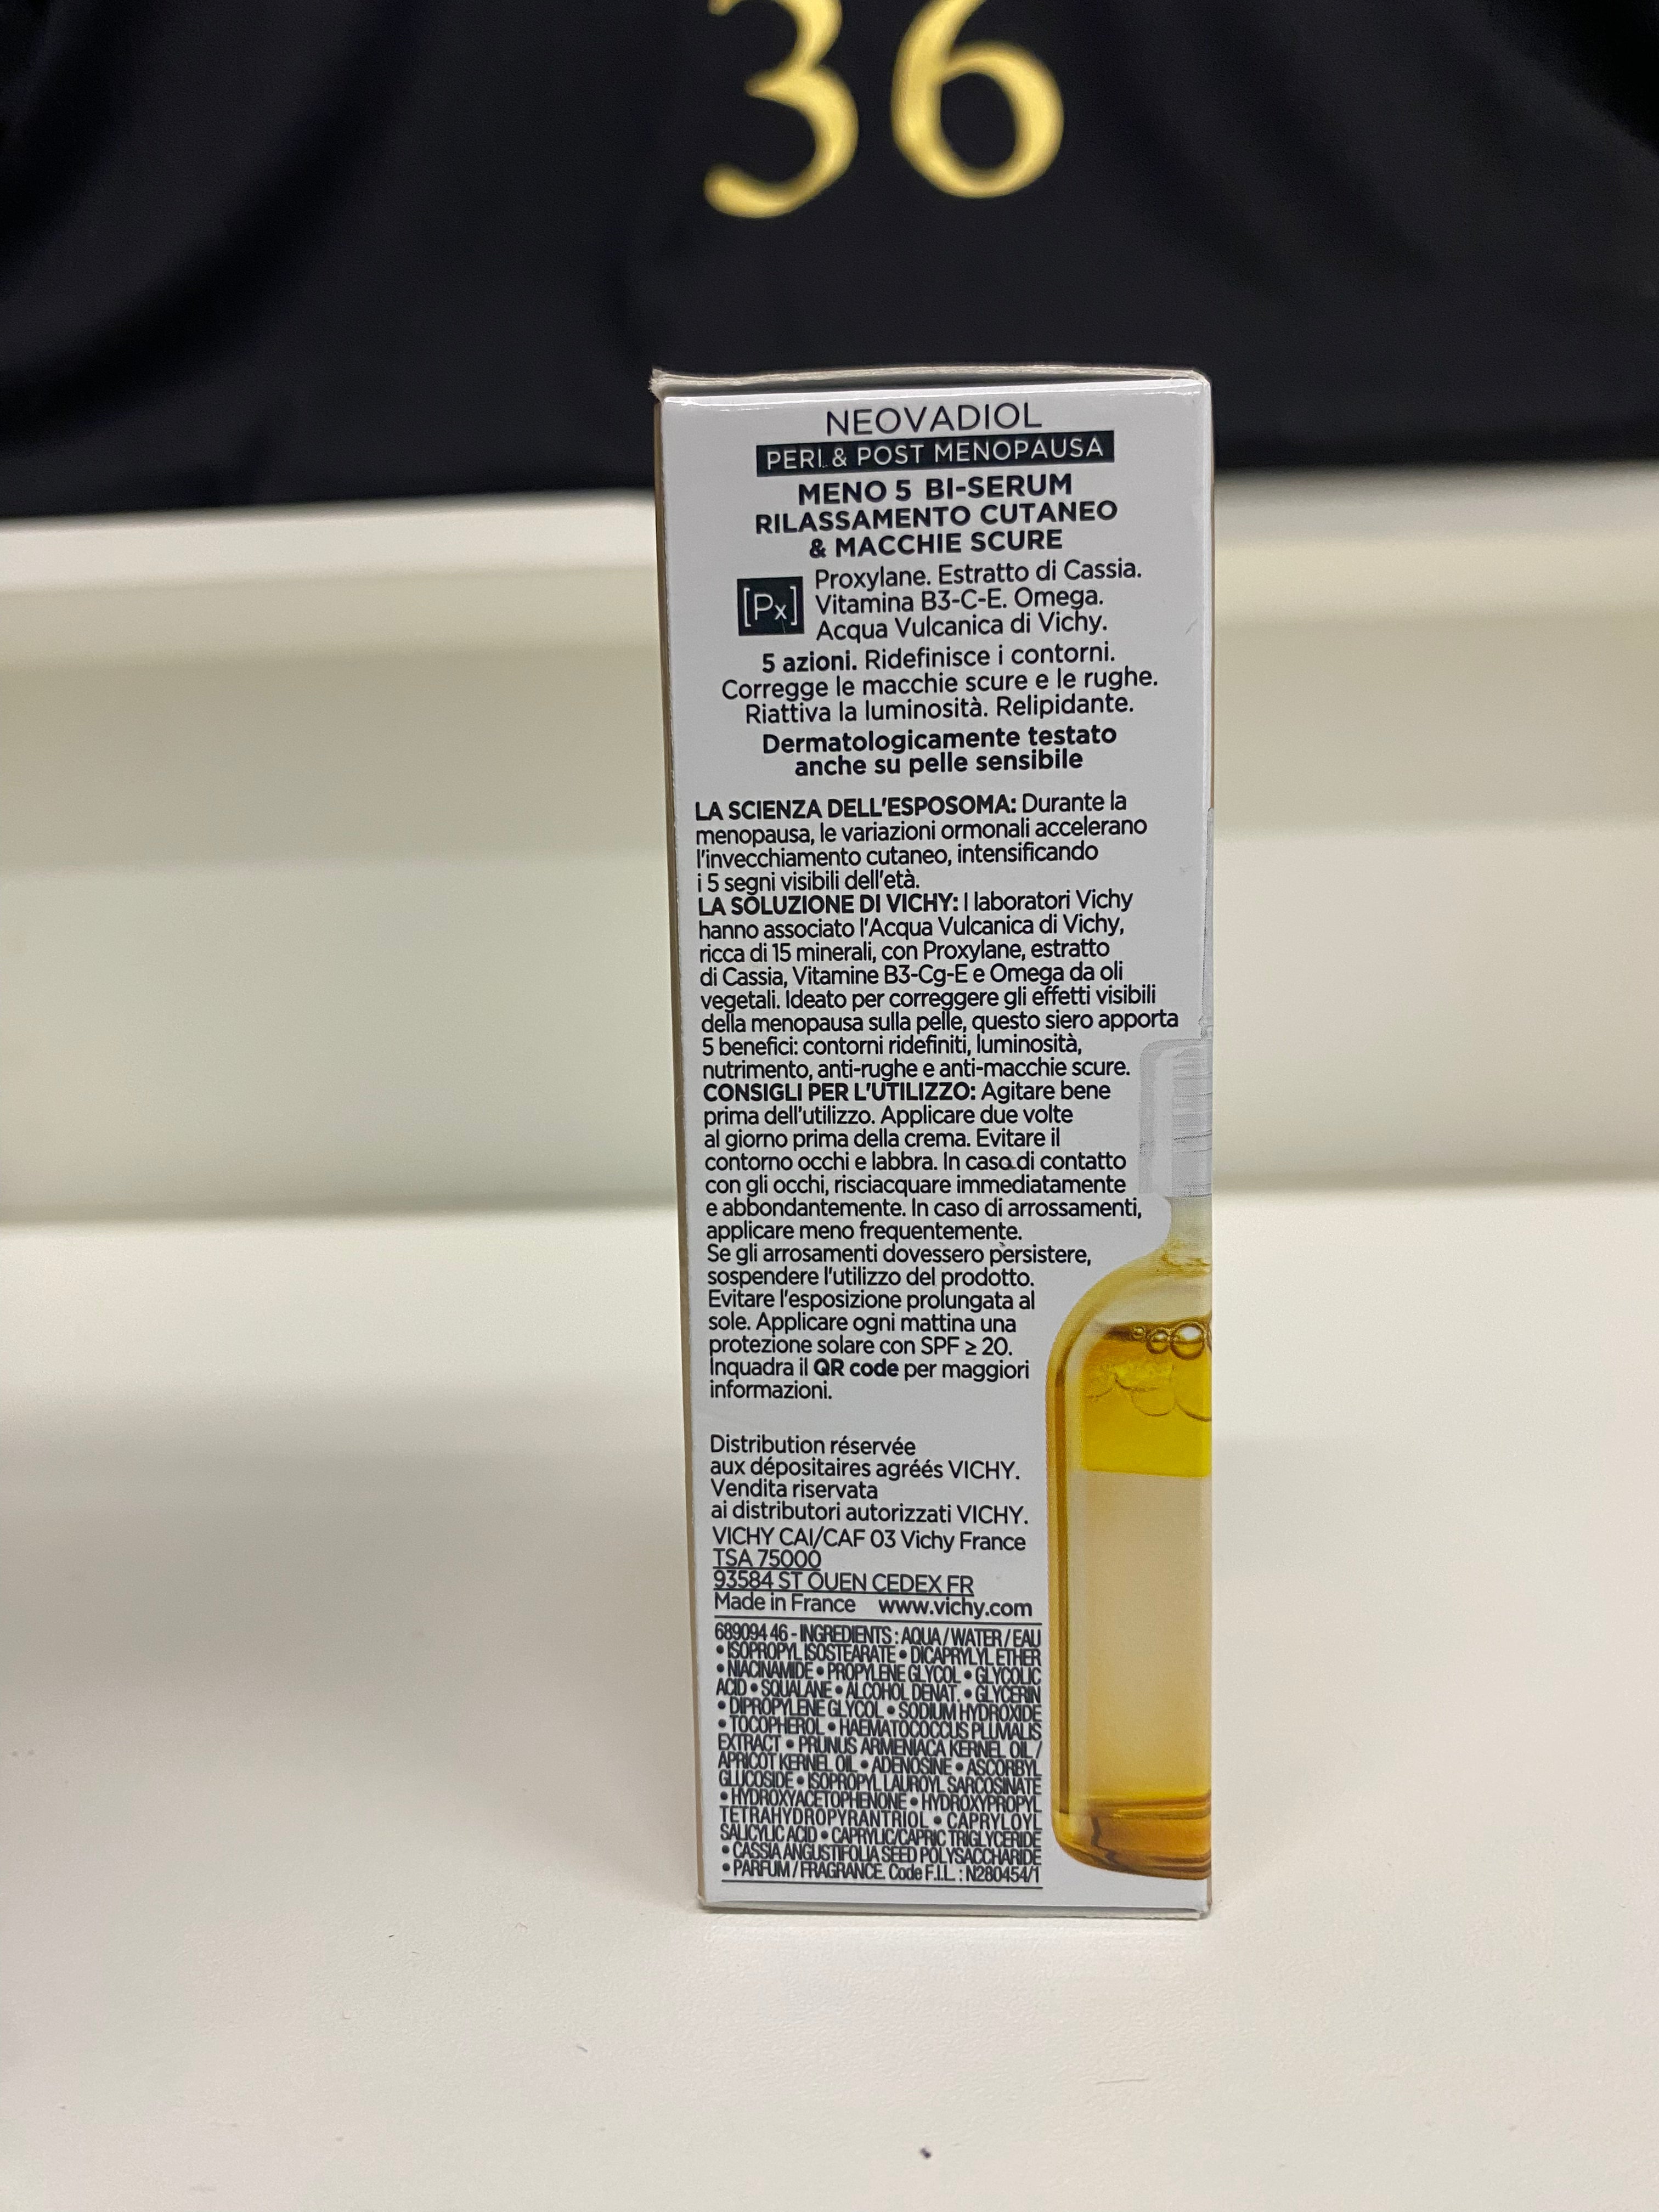 36
NEOVADIOL
PERI & POST MENOPAUSA
MENO 5 BI-SERUM
RILASSAMENTO CUTANEO
& MACCHIE SCURE
[Px]
Proxylane. Estratto di Cassia.
Vitamina B3-C-E. Omega.
Acqua Vulcanica di Vichy.
5 azioni. Ridefinisce i contorni.
Corregge le macchie scure e le rughe.
Riattiva la luminosità. Relipidante.
Dermatologicamente testato
anche su pelle sensibile
LA SCIENZA DELL'ESPOSOMA: Durante la
menopausa, le variazioni ormonali accelerano
l'invecchiamento cutaneo, intensificando
i 5 segni visibili dell'età.
LA SOLUZIONE DI VICHY: I laboratori Vichy
hanno associato l'Acqua Vulcanica di Vichy,
ricca di 15 minerali, con Proxylane, estratto
di Cassia, Vitamine B3-Cg-E e Omega da oli
vegetali. Ideato per correggere gli effetti visibili
della menopausa sulla pelle, questo siero apporta
5 benefici: contorni ridefiniti, luminosità,
nutrimento, anti-rughe e anti-macchie scure.
CONSIGLI PER L'UTILIZZO: Agitare bene
prima dell'utilizzo. Applicare due volte
al giorno prima della crema. Evitare il
contorno occhi e labbra. In caso di contatto
con gli occhi, risciacquare immediatamente
e abbondantemente. In caso di arrossamenti,
applicare meno frequentemente.
Se gli arrosamenti dovessero persistere,
sospendere l'utilizzo del prodotto.
Evitare l'esposizione prolungata al
sole. Applicare ogni mattina una
protezione solare con SPF ≥ 20.
Inquadra il QR code per maggiori
informazioni.
Distribution réservée
aux dépositaires agréés VICHY.
Vendita riservata
ai distributori autorizzati VICHY.
VICHY CAI/CAF 03 Vichy France
TSA 75000
93584 ST OUEN CEDEX FR
Made in France www.vichy.com
689094 46 - INGREDIENTS : AQUA / WATER / EAU
• ISOPROPYL ISOSTEARATE • DICAPRYLYL ETHER
• NIACINAMIDE • PROPYLENE GLYCOL • GLYCOLIC
ACID • SQUALANE • ALCOHOL DENAT. • GLYCERIN
• DIPROPYLENE GLYCOL • SODIUM HYDROXIDE
• TOCOPHEROL • HAEMATOCOCCUS PLUVIALIS
EXTRACT • PRUNUS ARMENIACA KERNEL OIL /
APRICOT KERNEL OIL • ADENOSINE • ASCORBYL
GLUCOSIDE • ISOPROPYL LAUROYL SARCOSINATE
• HYDROXYACETOPHENONE • HYDROXYPROPYL
TETRAHYDROPYRANTRIOL • CAPRYLOYL
SALICYLIC ACID • CAPRYLIC/CAPRIC TRIGLYCERIDE
• CASSIA ANGUSTIFOLIA SEED POLYSACCHARIDE
• PARFUM / FRAGRANCE. Code F.I.L. : N280454/1